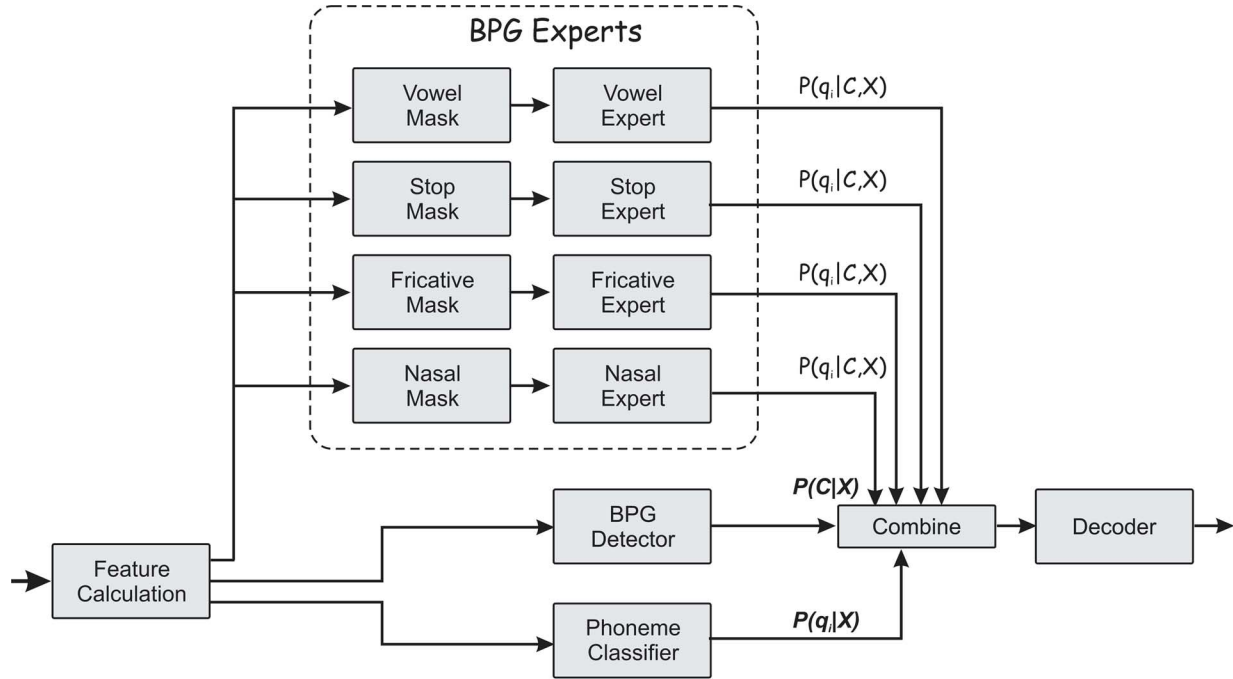 BPG Experts
Vowel
Mask
Vowel
Expert
P(qᵢ|C,X)
Stop
Mask
Stop
Expert
P(qᵢ|C,X)
Fricative
Mask
Fricative
Expert
P(qᵢ|C,X)
Nasal
Mask
Nasal
Expert
P(qᵢ|C,X)
BPG
Detector
P(C|X)
Combine
Decoder
Feature
Calculation
Phoneme
Classifier
P(qᵢ|X)